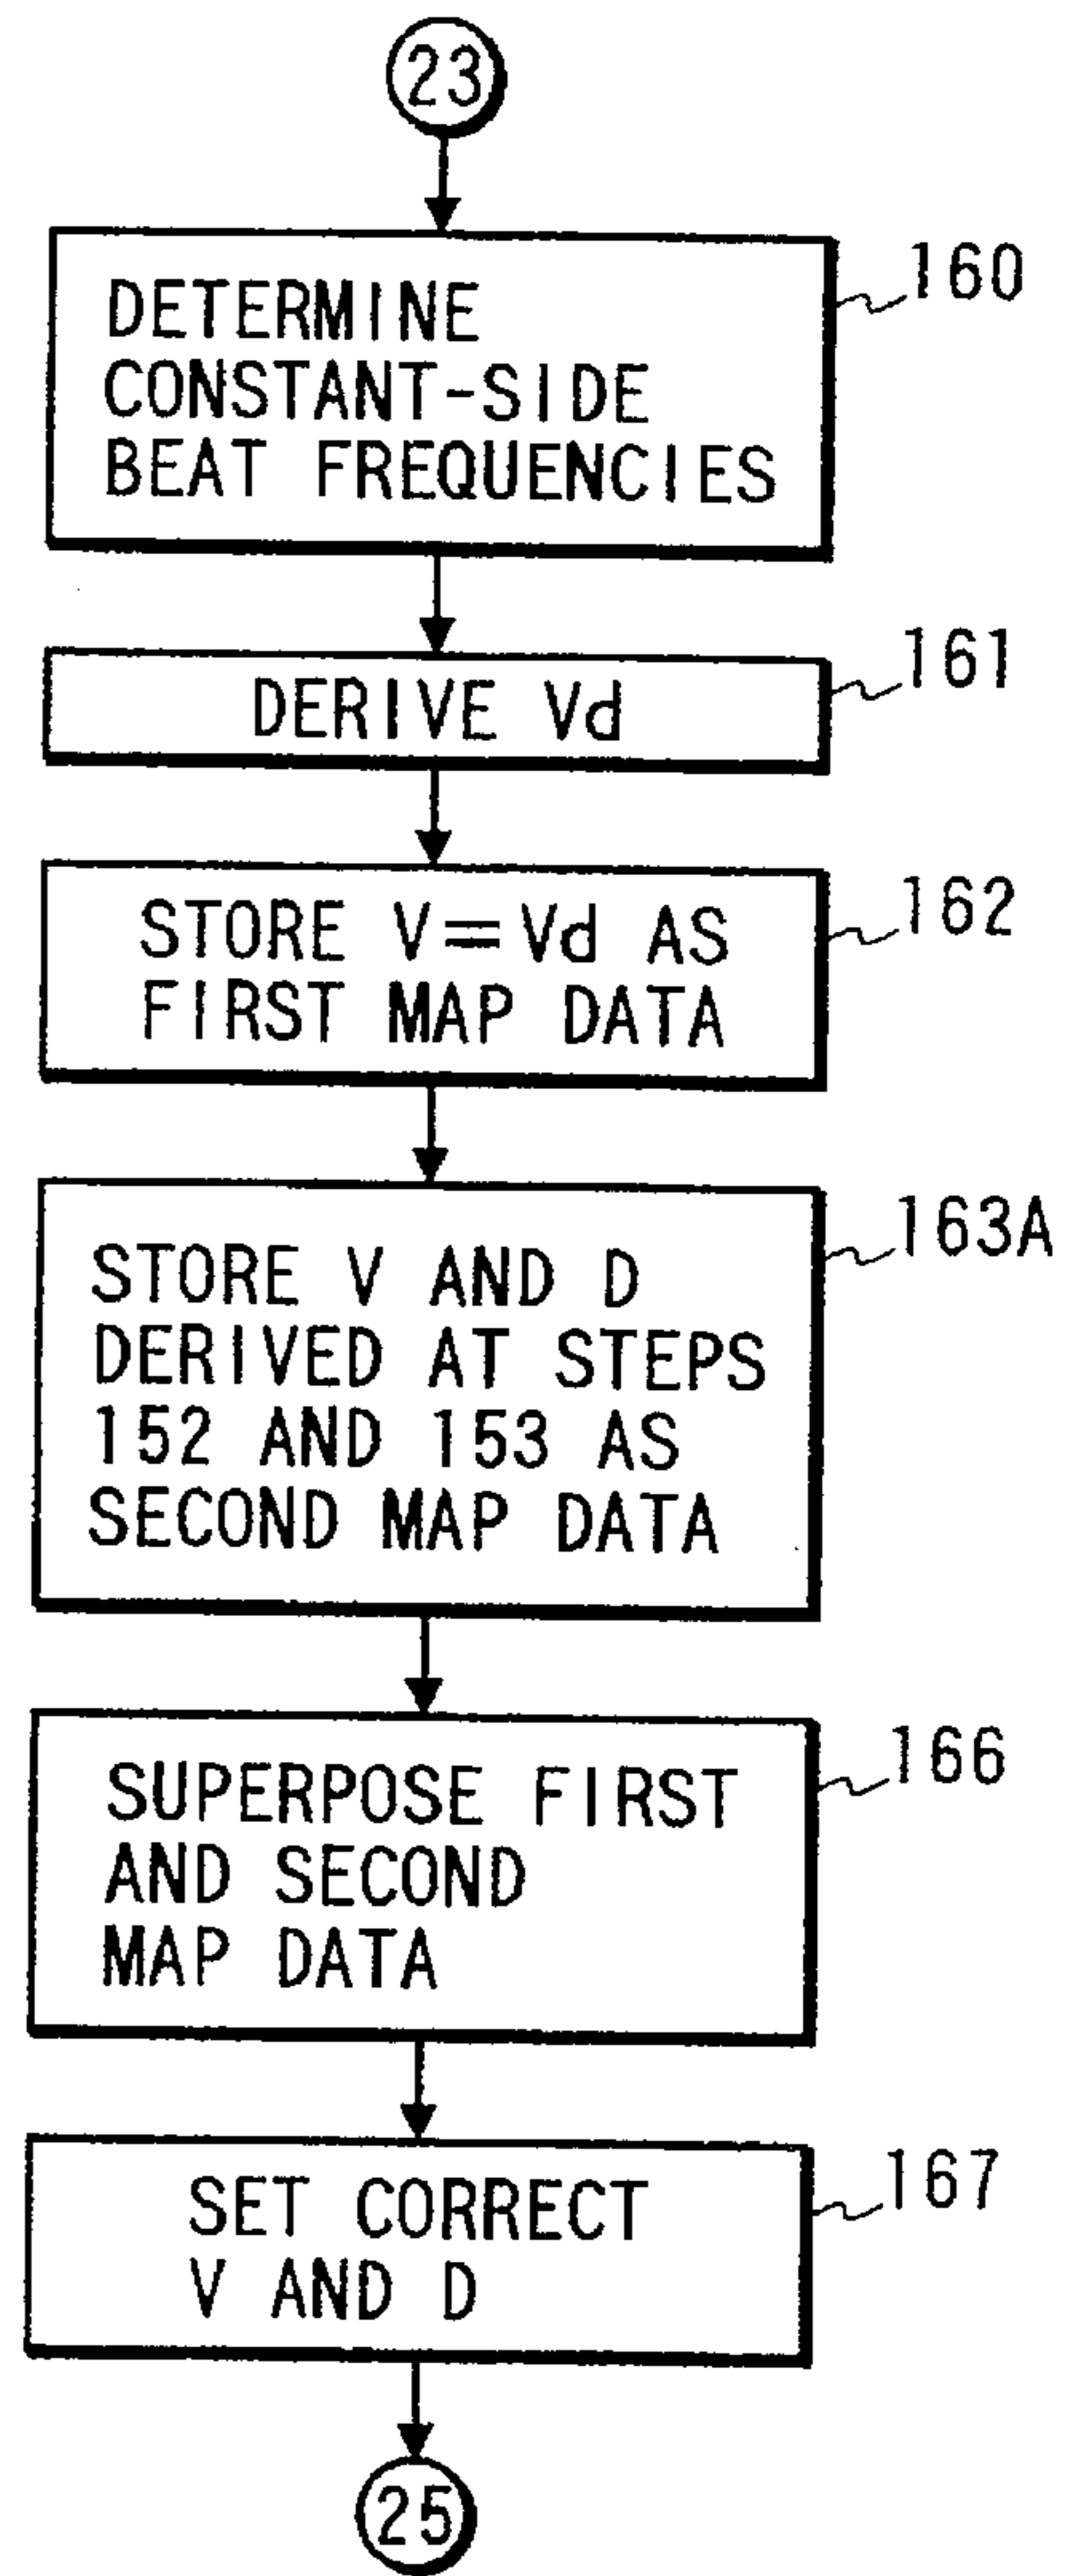 23
160
DETERMINE
CONSTANT-SIDE
BEAT FREQUENCIES
161
DERIVE Vd
162
STORE V=Vd AS
FIRST MAP DATA
163A
STORE V AND D
DERIVED AT STEPS
152 AND 153 AS
SECOND MAP DATA
166
SUPERPOSE FIRST
AND SECOND
MAP DATA
167
SET CORRECT
V AND D
25